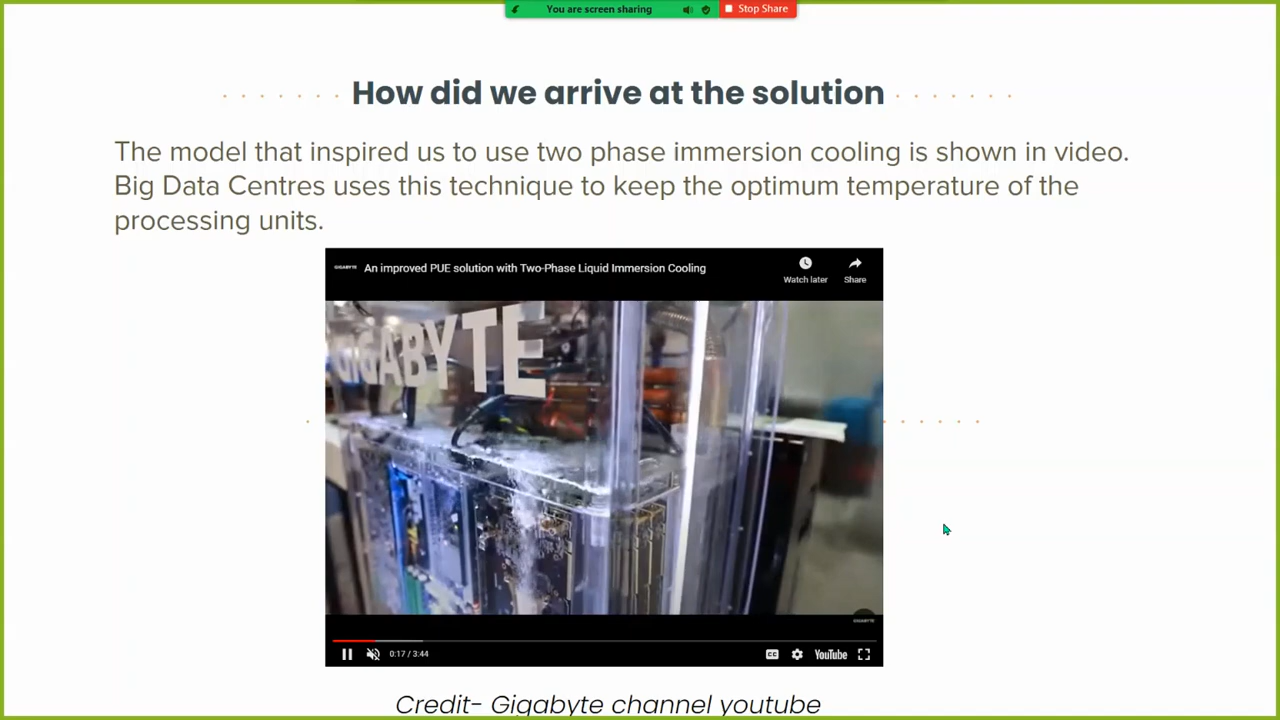 You are screen sharing
Stop Share
How did we arrive at the solution
The model that inspired us to use two phase immersion cooling is shown in video.
Big Data Centres uses this technique to keep the optimum temperature of the
processing units.
GIGABYTE
An improved PUE solution with Two-Phase Liquid Immersion Cooling
Watch later
Share
GIGABYTE
GIGABYTE
0:17 / 3:44
CC
YouTube
Credit- Gigabyte channel youtube